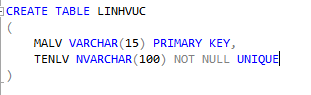 CREATE TABLE LINHVUC
(
    MALV VARCHAR(15) PRIMARY KEY,
    TENLV NVARCHAR(100) NOT NULL UNIQUE
)